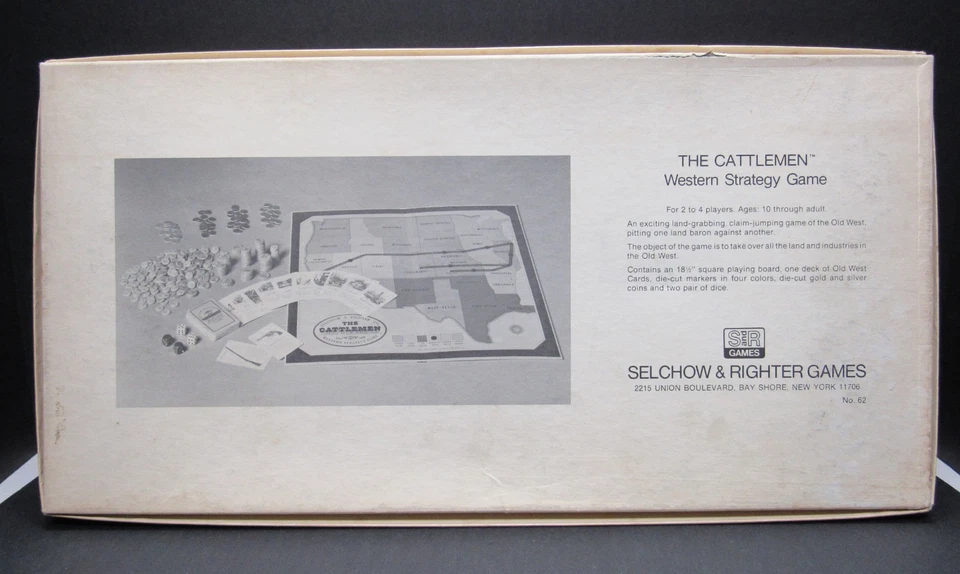 THE CATTLEMEN™
Western Strategy Game
For 2 to 4 players. Ages: 10 through adult.
An exciting land-grabbing, claim-jumping game of the Old West,
pitting one land baron against another.
The object of the game is to take over all the land and industries in
the Old West.
Contains an 18½" square playing board, one deck of Old West
Cards, die-cut markers in four colors, die-cut gold and silver
coins and two pair of dice.
S&R
GAMES
SELCHOW & RIGHTER GAMES
2215 UNION BOULEVARD, BAY SHORE, NEW YORK 11706
No. 62
THE
CATTLEMEN